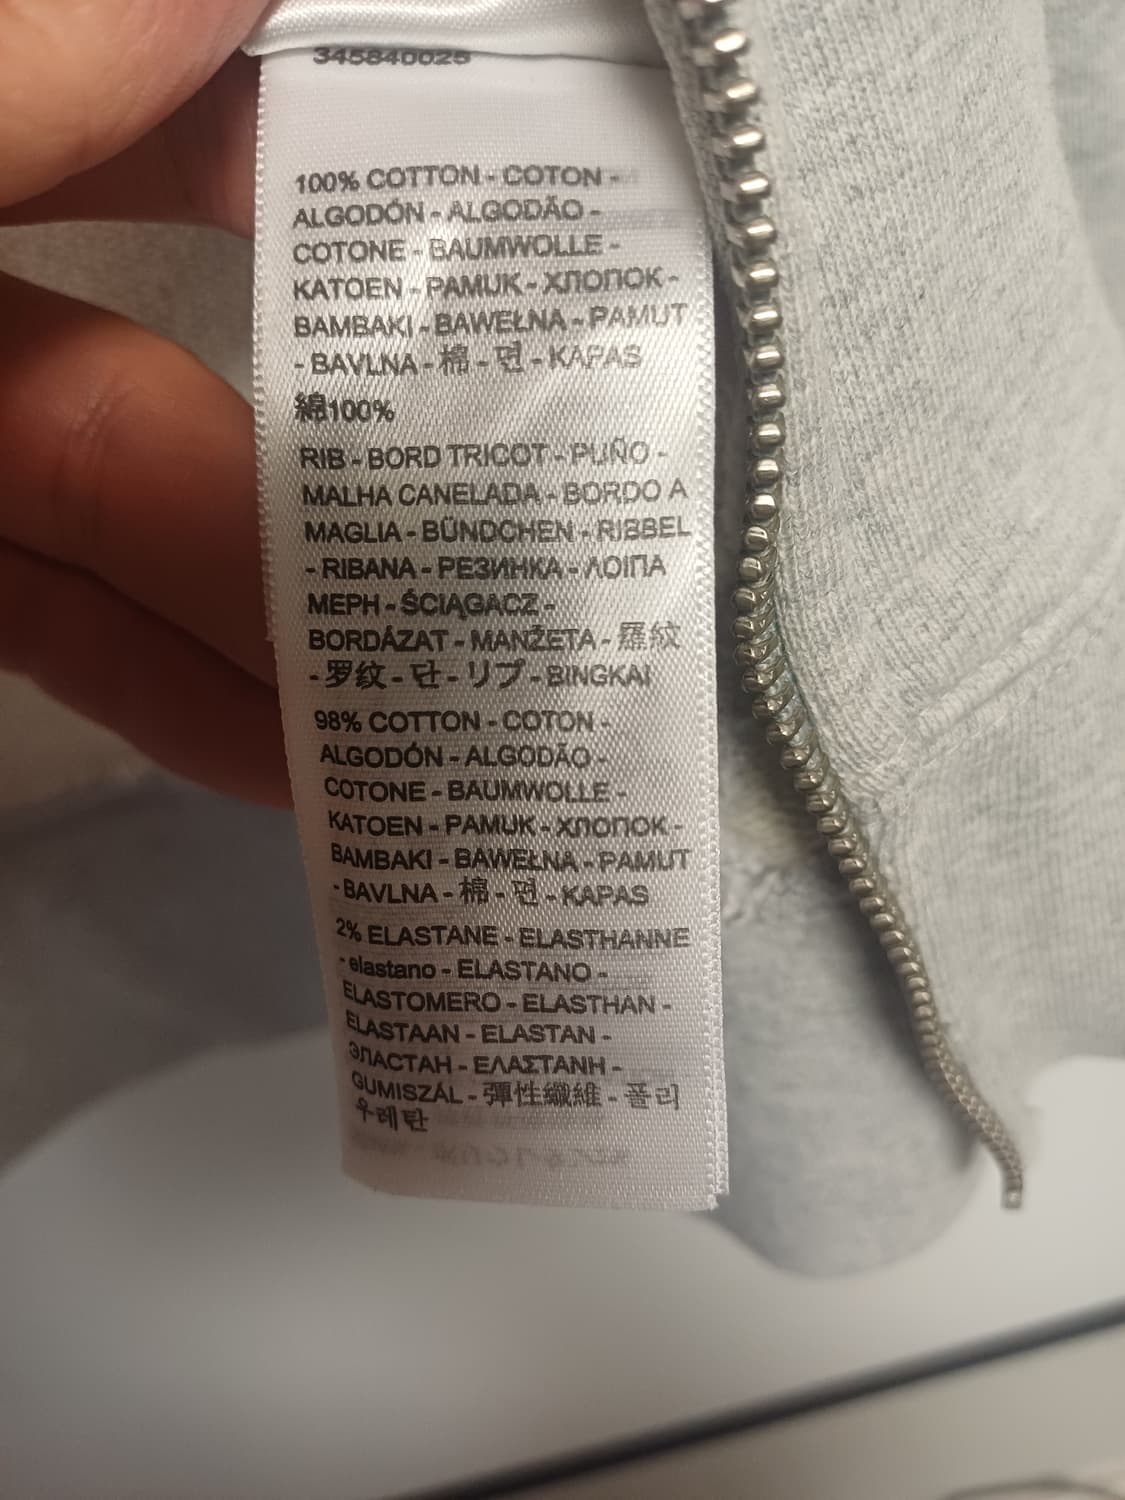 345840025
100% COTTON - COTON -
ALGODÓN - ALGODÃO -
COTONE - BAUMWOLLE -
KATOEN - PAMUK - ХЛОПОК -
BAMBAKI - BAWEŁNA - PAMUT
- BAVLNA - 棉 - 면 - KAPAS
綿100%
RIB - BORD TRICOT - PUÑO -
MALHA CANELADA - BORDO A
MAGLIA - BÜNDCHEN - RIBBEL
- RIBANA - РЕЗИНКА - ΛΟΙΠΑ
ΜΕΡΗ - ŚCIĄGACZ -
BORDÁZAT - MANŽETA - 羅紋
- 罗纹 - 단 - リブ - BINGKAI
98% COTTON - COTON -
ALGODÓN - ALGODÃO -
COTONE - BAUMWOLLE -
KATOEN - PAMUK - ХЛОПОК -
BAMBAKI - BAWEŁNA - PAMUT
- BAVLNA - 棉 - 면 - KAPAS
2% ELASTANE - ELASTHANNE
- elastano - ELASTANO -
ELASTOMERO - ELASTHAN -
ELASTAAN - ELASTAN -
ЭЛАСТАН - ΕΛΑΣΤΑΝΗ -
GUMISZÁL - 彈性纖維 - 폴리
우레탄